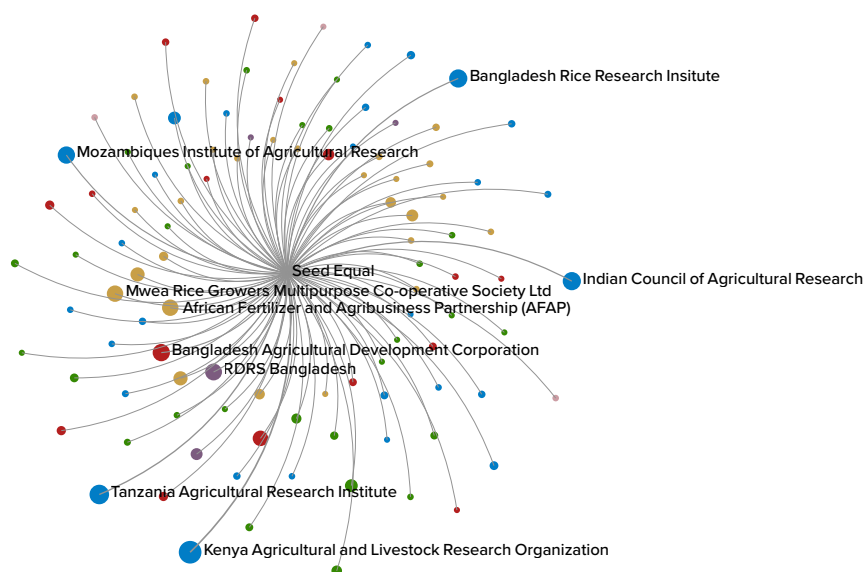 Bangladesh Rice Research Insitute
Mozambiques Institute of Agricultural Research
Seed Equal
Indian Council of Agricultural Research
Mwea Rice Growers Multipurpose Co-operative Society Ltd
African Fertilizer and Agribusiness Partnership (AFAP)
Bangladesh Agricultural Development Corporation
RDRS Bangladesh
Tanzania Agricultural Research Institute
Kenya Agricultural and Livestock Research Organization